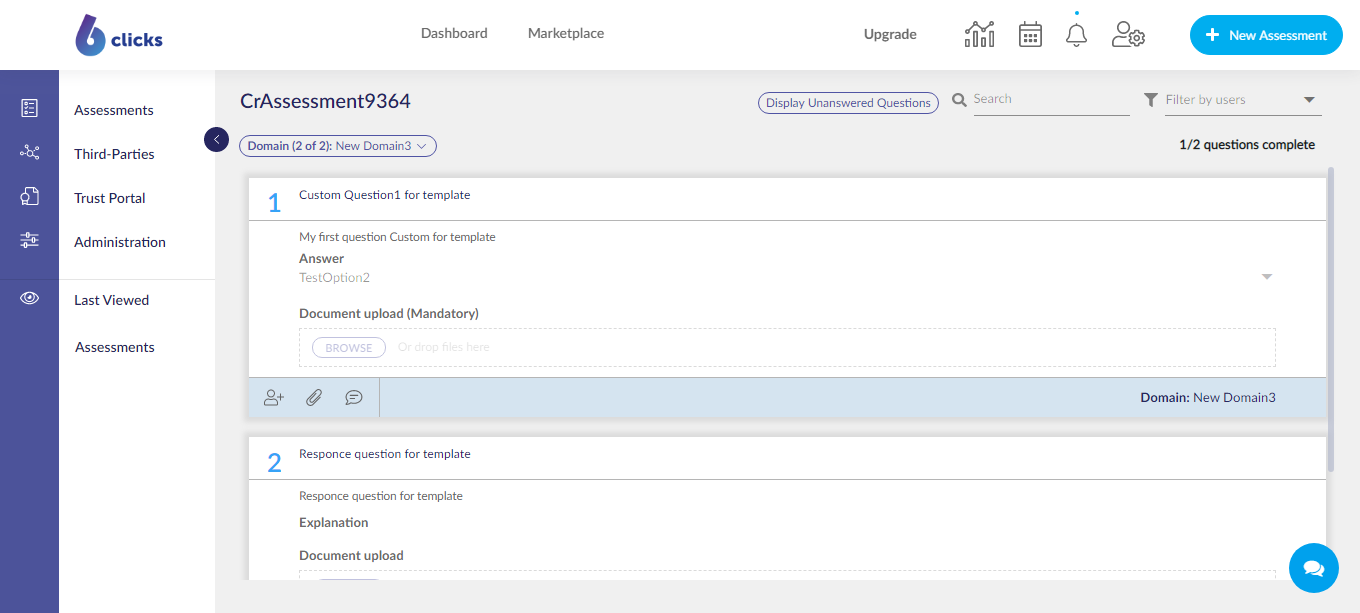 6 clicks
Dashboard
Marketplace
Upgrade
+ New Assessment
Assessments
Third-Parties
Trust Portal
Administration
Last Viewed
Assessments
CrAssessment9364
Display Unanswered Questions
Search
Filter by users
Domain (2 of 2): New Domain3
1/2 questions complete
1
Custom Question1 for template
My first question Custom for template
Answer
TestOption2
Document upload (Mandatory)
BROWSE
Or drop files here
Domain: New Domain3
2
Responce question for template
Responce question for template
Explanation
Document upload